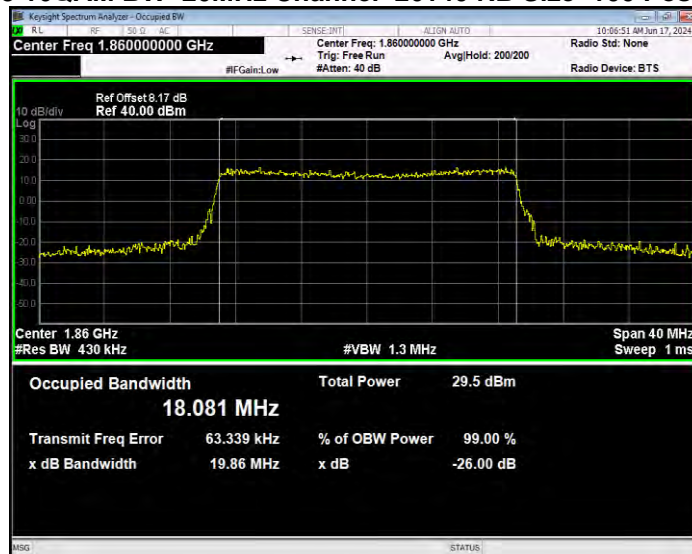 Keysight Spectrum Analyzer - Occupied BW
RL RF 50 Ω AC SENSE:INT ALIGN AUTO 10:06:51 AM Jun 17, 2024
Center Freq 1.860000000 GHz Center Freq: 1.860000000 GHz Radio Std: None
Trig: Free Run Avg|Hold: 200/200
#IFGain:Low #Atten: 40 dB Radio Device: BTS
Ref Offset 8.17 dB
10 dB/div Ref 40.00 dBm
Log
30.0
20.0
10.0
0.00
-10.0
-20.0
-30.0
-40.0
-50.0
Center 1.86 GHz Span 40 MHz
#Res BW 430 kHz #VBW 1.3 MHz Sweep 1 ms
Occupied Bandwidth Total Power 29.5 dBm
18.081 MHz
Transmit Freq Error 63.339 kHz % of OBW Power 99.00 %
x dB Bandwidth 19.86 MHz x dB -26.00 dB
MSG STATUS